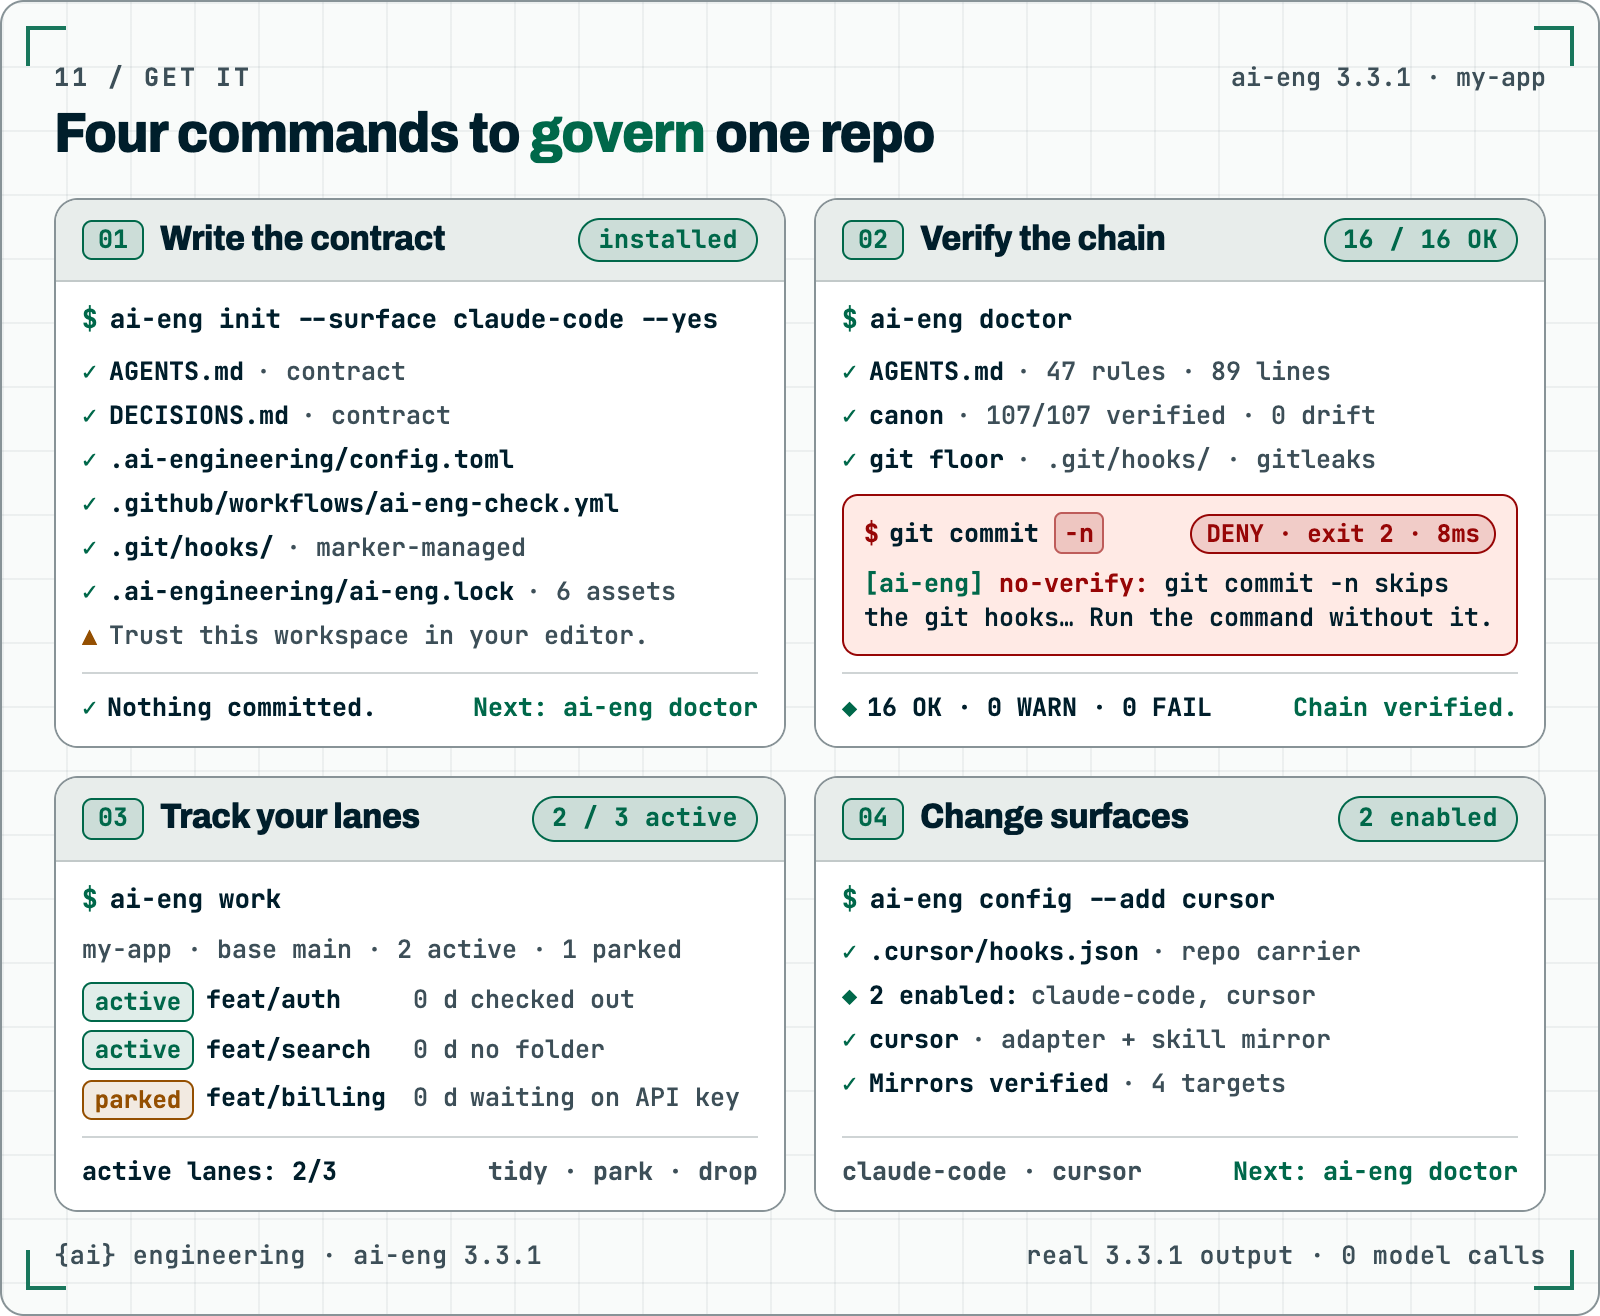 11 / GET IT
ai-eng 3.3.1 · my-app
Four commands to govern one repo
01 Write the contract installed
$ ai-eng init --surface claude-code --yes
✓ AGENTS.md · contract
✓ DECISIONS.md · contract
✓ .ai-engineering/config.toml
✓ .github/workflows/ai-eng-check.yml
✓ .git/hooks/ · marker-managed
✓ .ai-engineering/ai-eng.lock · 6 assets
▲ Trust this workspace in your editor.
✓ Nothing committed. Next: ai-eng doctor
02 Verify the chain 16 / 16 OK
$ ai-eng doctor
✓ AGENTS.md · 47 rules · 89 lines
✓ canon · 107/107 verified · 0 drift
✓ git floor · .git/hooks/ · gitleaks
$ git commit -n DENY · exit 2 · 8ms
[ai-eng] no-verify: git commit -n skips
the git hooks… Run the command without it.
◆ 16 OK · 0 WARN · 0 FAIL Chain verified.
03 Track your lanes 2 / 3 active
$ ai-eng work
my-app · base main · 2 active · 1 parked
active feat/auth 0 d checked out
active feat/search 0 d no folder
parked feat/billing 0 d waiting on API key
active lanes: 2/3 tidy · park · drop
04 Change surfaces 2 enabled
$ ai-eng config --add cursor
✓ .cursor/hooks.json · repo carrier
◆ 2 enabled: claude-code, cursor
✓ cursor · adapter + skill mirror
✓ Mirrors verified · 4 targets
claude-code · cursor Next: ai-eng doctor
{ai} engineering · ai-eng 3.3.1
real 3.3.1 output · 0 model calls